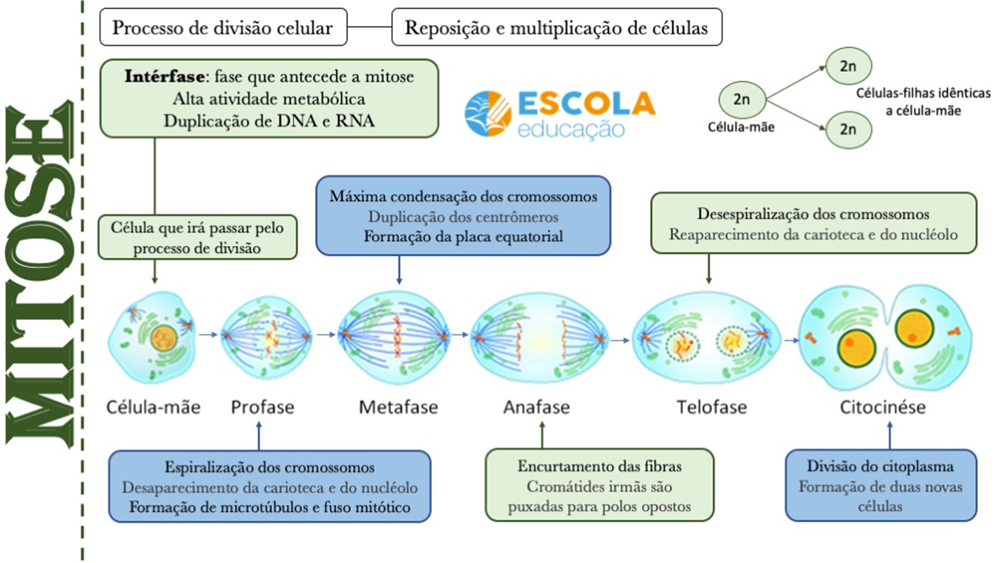 MITOSE
Processo de divisão celular
Reposição e multiplicação de células
Intérfase: fase que antecede a mitose
Alta atividade metabólica
Duplicação de DNA e RNA
ESCOLA
educação
2n
Célula-mãe
2n
2n
Células-filhas idênticas
a célula-mãe
Célula que irá passar pelo
processo de divisão
Máxima condensação dos cromossomos
Duplicação dos centrômeros
Formação da placa equatorial
Desespiralização dos cromossomos
Reaparecimento da carioteca e do nucléolo
Célula-mãe
Profase
Metafase
Anafase
Telofase
Citocinése
Espiralização dos cromossomos
Desaparecimento da carioteca e do nucléolo
Formação de microtúbulos e fuso mitótico
Encurtamento das fibras
Cromátides irmãs são
puxadas para polos opostos
Divisão do citoplasma
Formação de duas novas
células